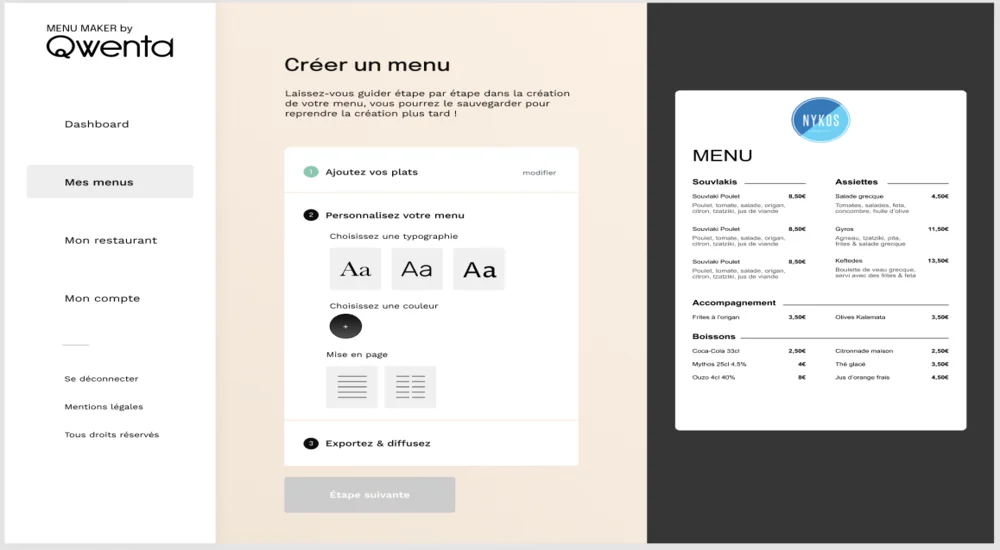 MENU MAKER by
Qwenta
Dashboard
Mes menus
Mon restaurant
Mon compte
Se déconnecter
Mentions légales
Tous droits réservés
Créer un menu
Laissez-vous guider étape par étape dans la création
de votre menu, vous pourrez le sauvegarder pour
reprendre la création plus tard !
1 Ajoutez vos plats modifier
2 Personnalisez votre menu
Choisissez une typographie
Aa Aa Aa
Choisissez une couleur
+
Mise en page
3 Exportez & diffusez
Étape suivante
NYKOS
MENU
Souvlakis
Souvlaki Poulet 8,50€
Poulet, tomate, salade, origan,
citron, tzatziki, jus de viande
Souvlaki Poulet 8,50€
Poulet, tomate, salade, origan,
citron, tzatziki, jus de viande
Souvlaki Poulet 8,50€
Poulet, tomate, salade, origan,
citron, tzatziki, jus de viande
Assiettes
Salade grecque 4,50€
Tomates, salades, feta,
concombre, huile d'olive
Gyros 11,50€
Agneau, tzatziki, pita,
frites & salade grecque
Keftedes 13,50€
Boulette de veau grecque,
servi avec des frites & feta
Accompagnement
Frites à l'origan 3,50€ Olives Kalamata 3,50€
Boissons
Coca-Cola 33cl 2,50€ Citronnade maison 2,50€
Mythos 25cl 4,5% 4€ Thé glacé 3,50€
Ouzo 4cl 40% 8€ Jus d'orange frais 4,50€